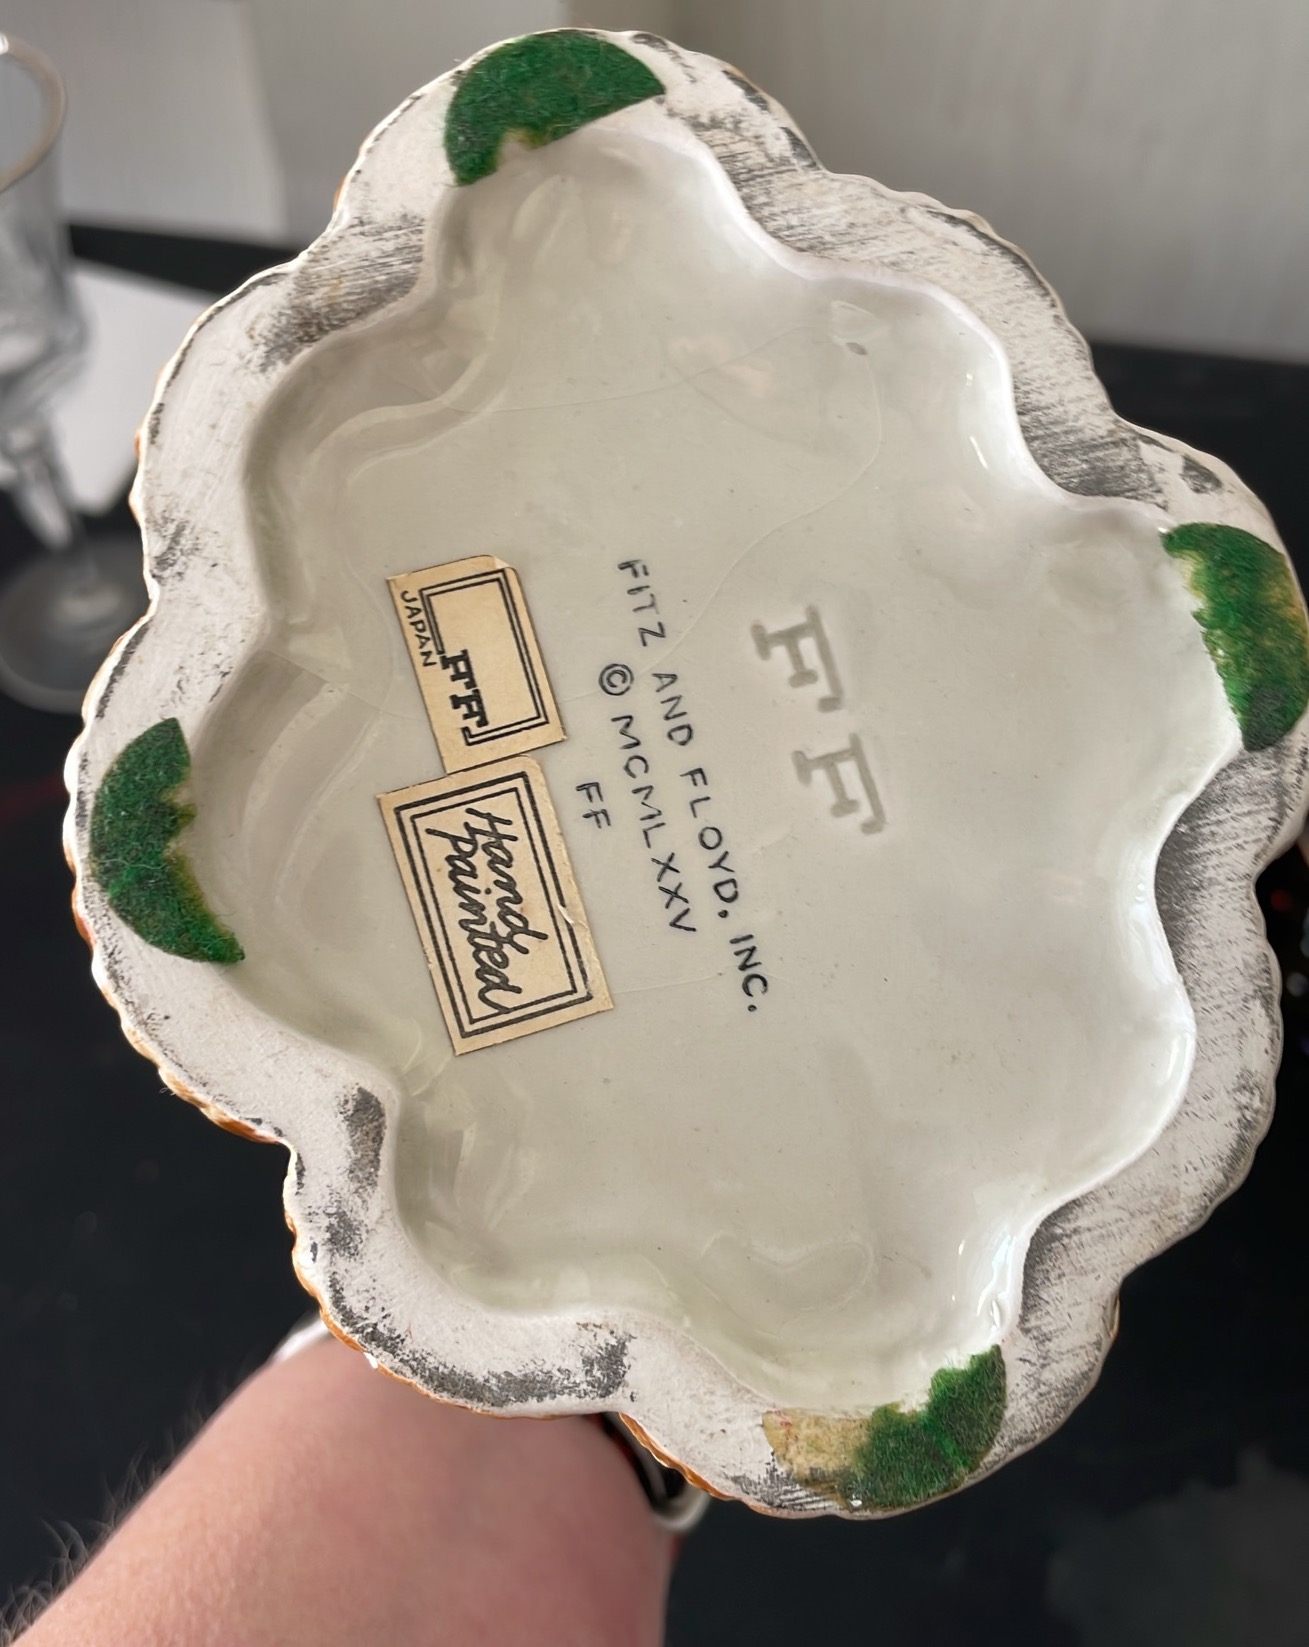 FF
FITZ AND FLOYD, INC.
© MCMLXXV
FF
FF
JAPAN
Hand
painted